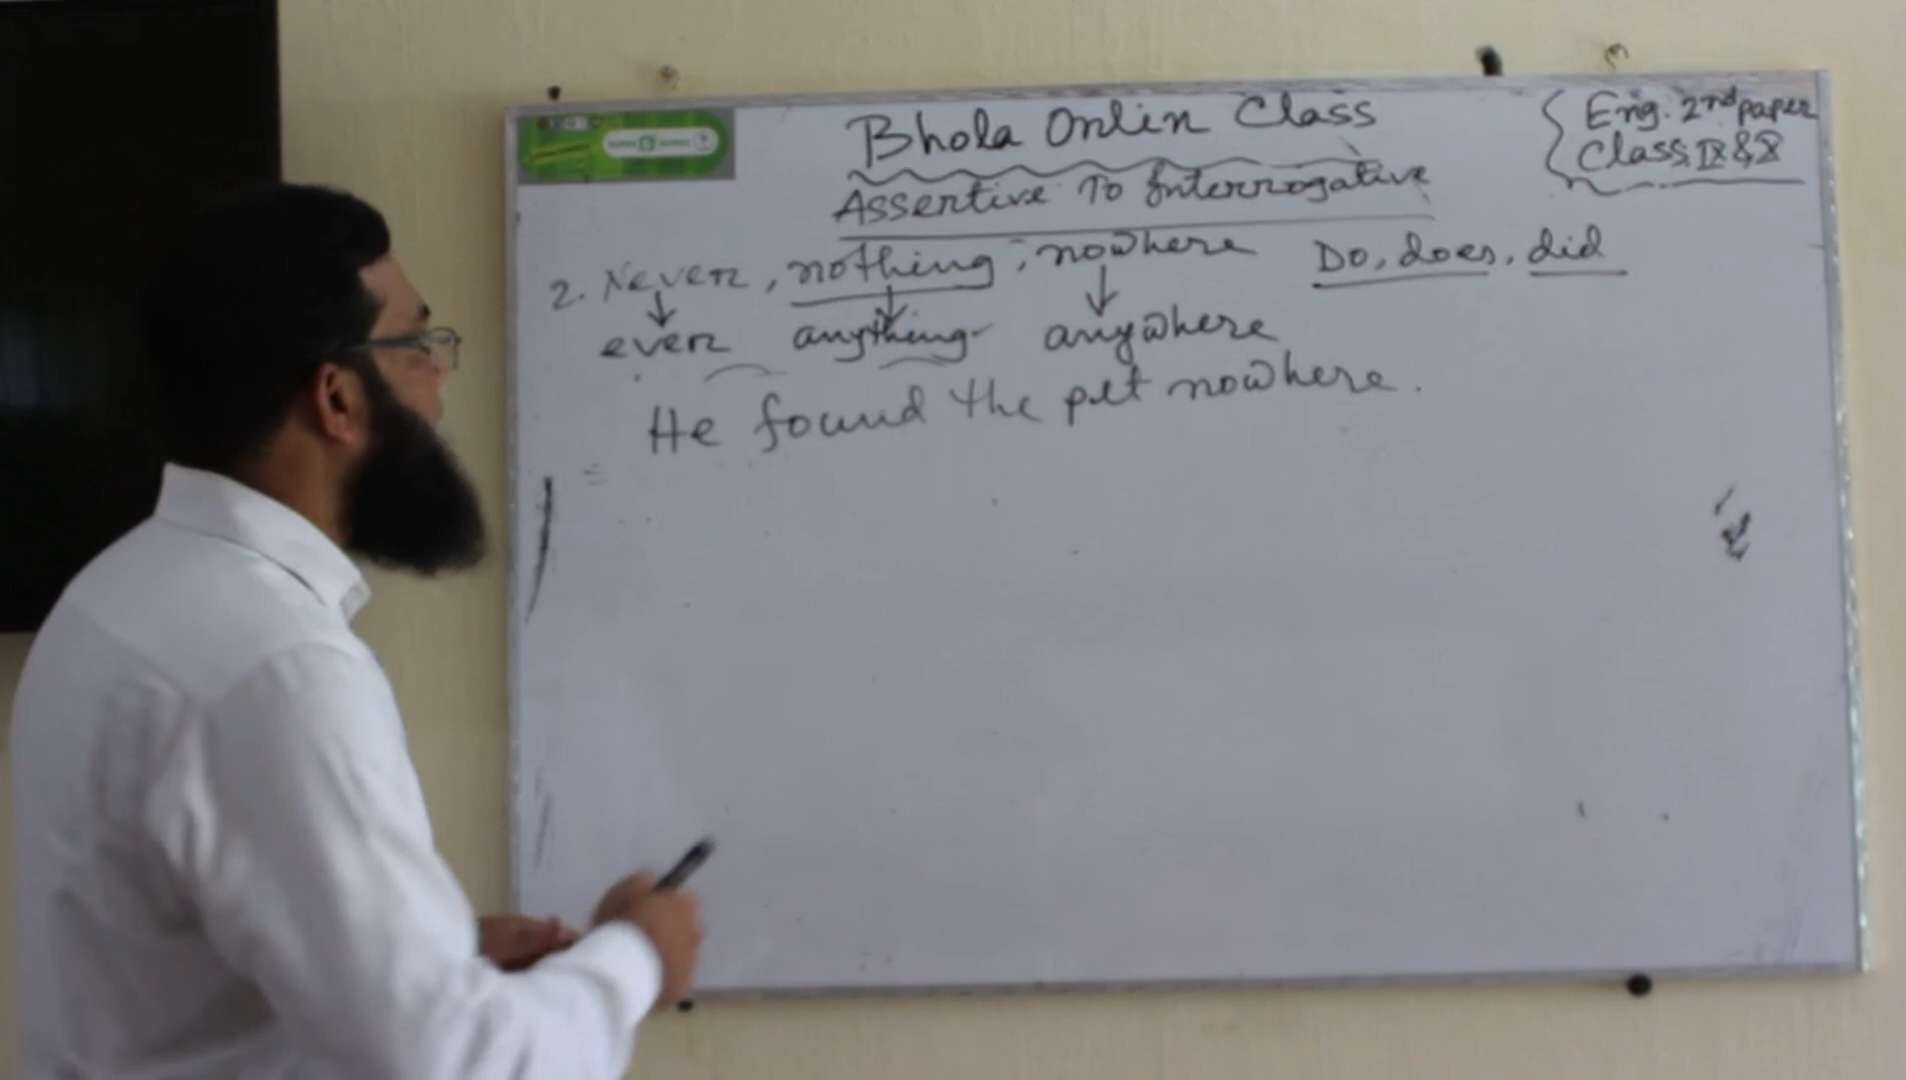 Bhola Onlin Class
Eng. 2nd paper
Class IX & X
Assertive To Interrogative
2. Never, nothing, nowhere Do, does, did
ever anything anywhere
He found the pet nowhere.